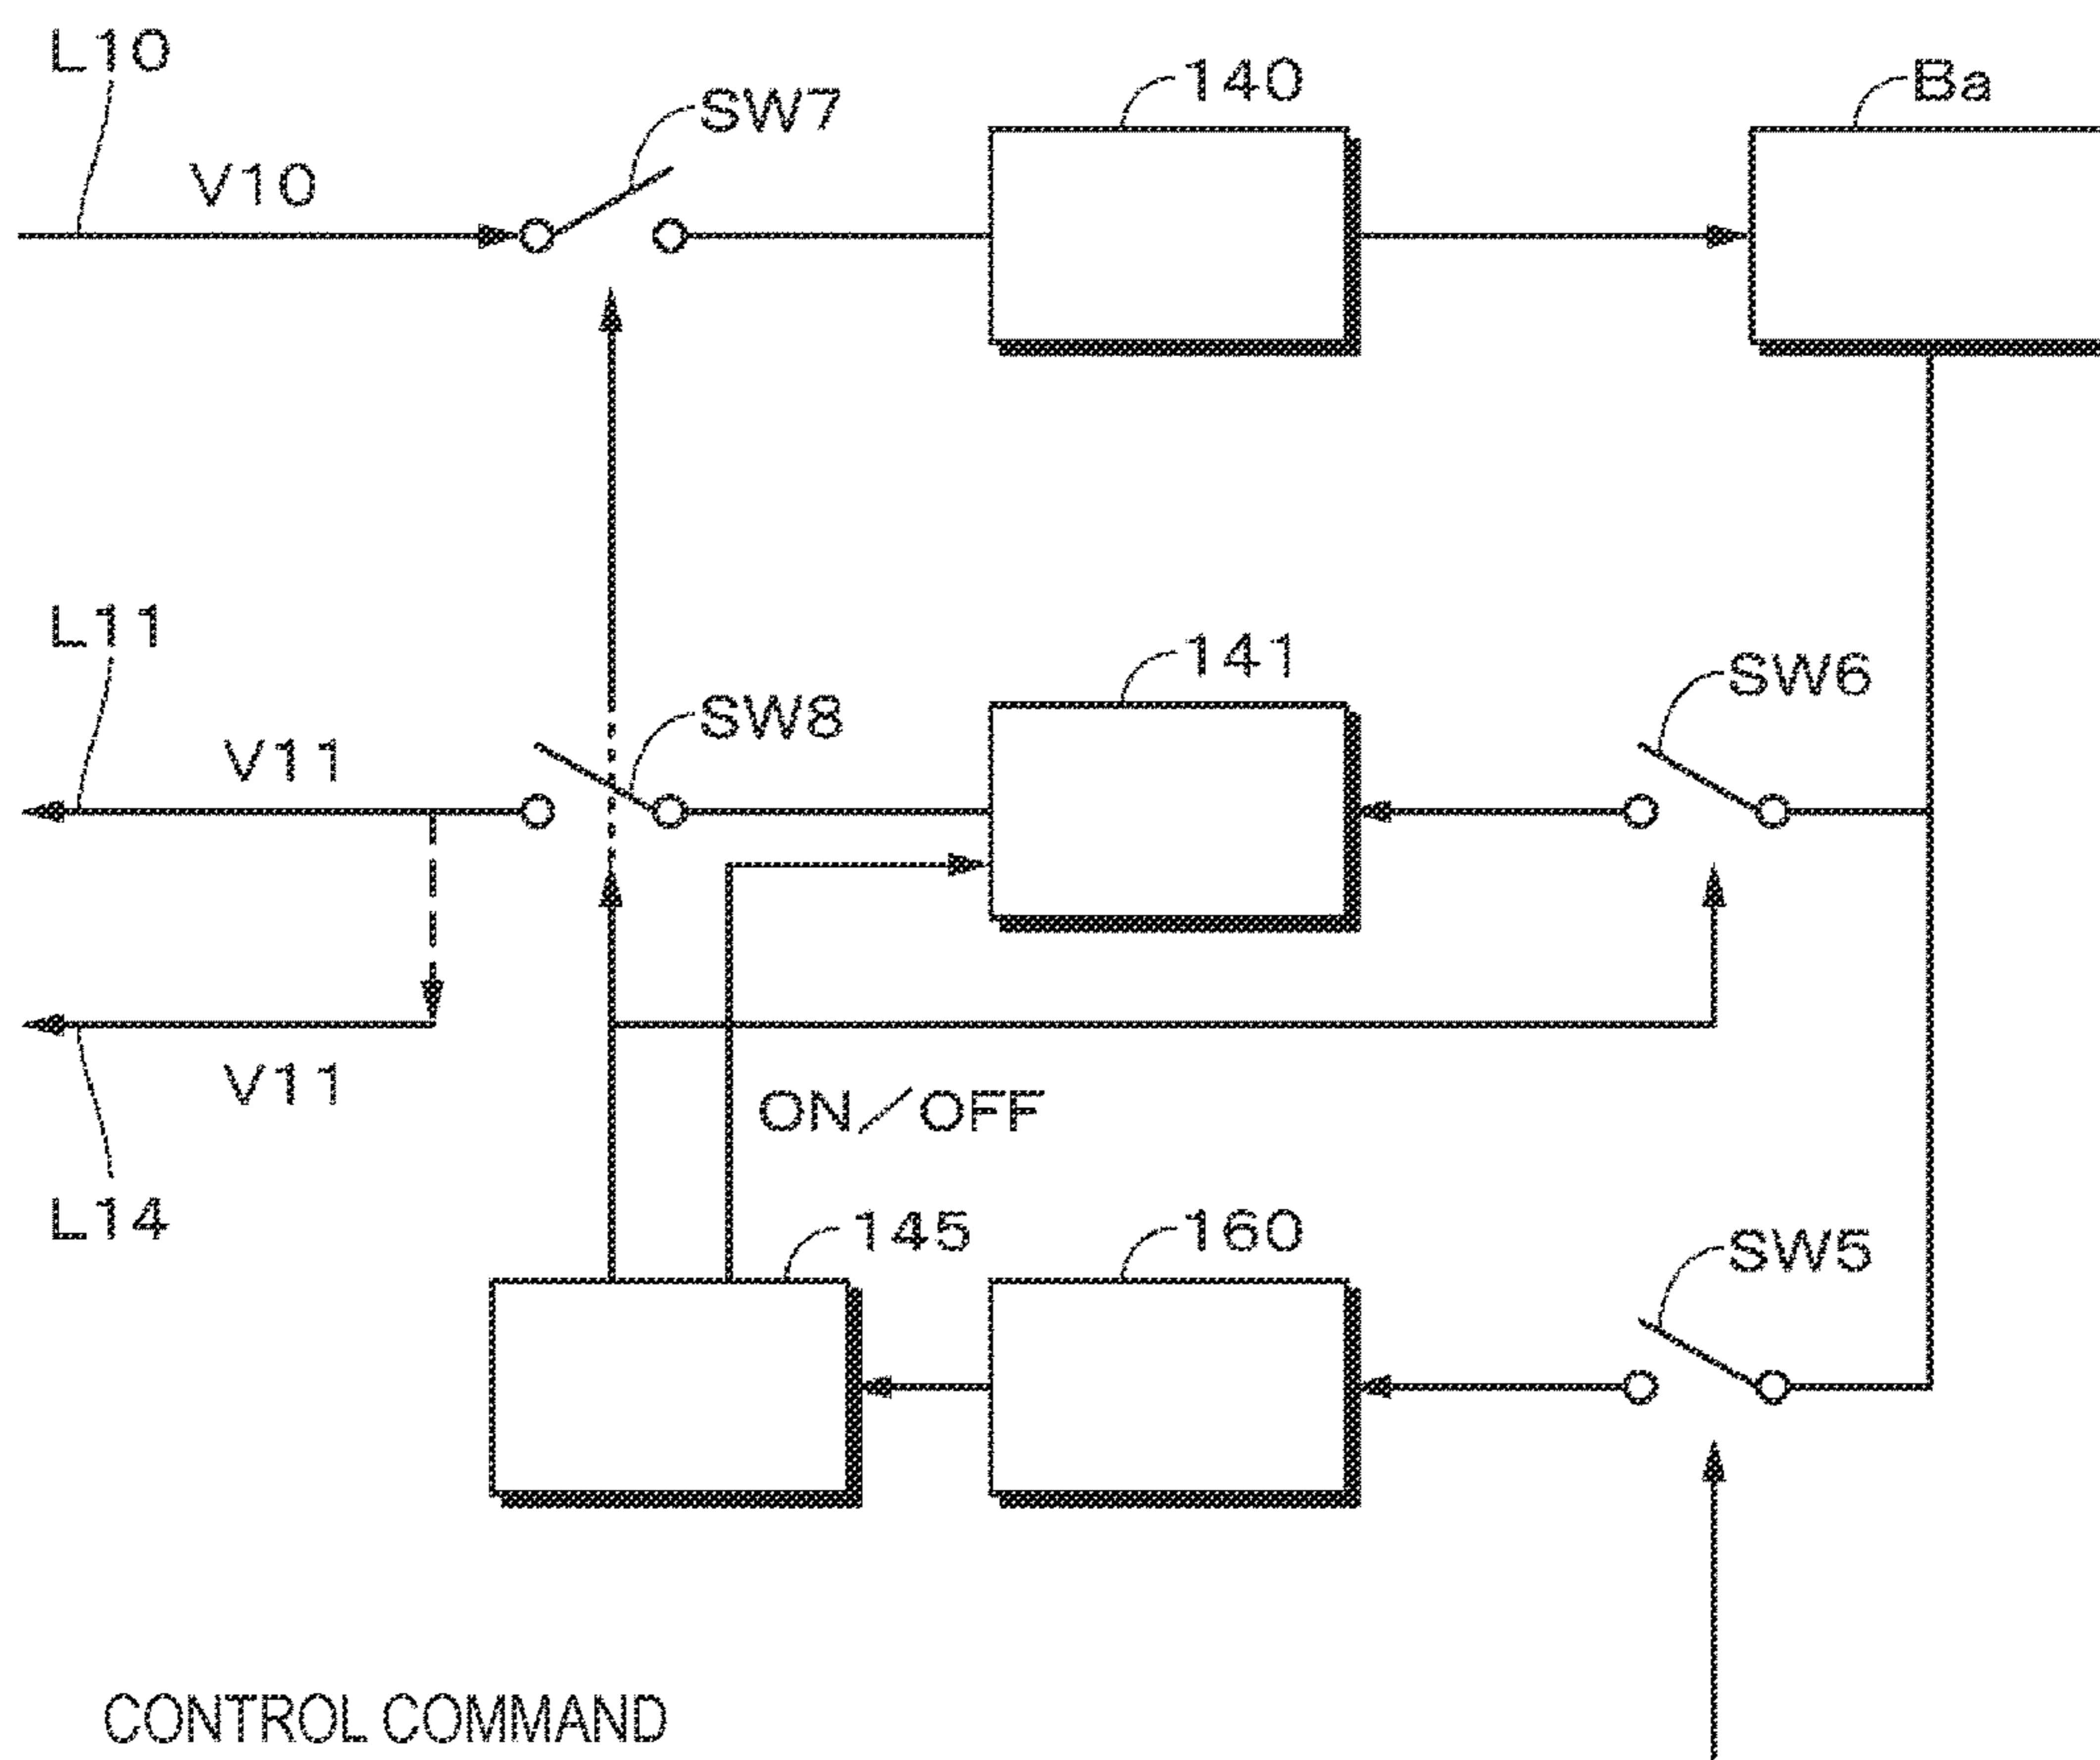 L10
140
Ba
SW7
V10
L11
141
SW6
SW8
V11
V11
ON/OFF
L14
145
160
SW5
CONTROL COMMAND